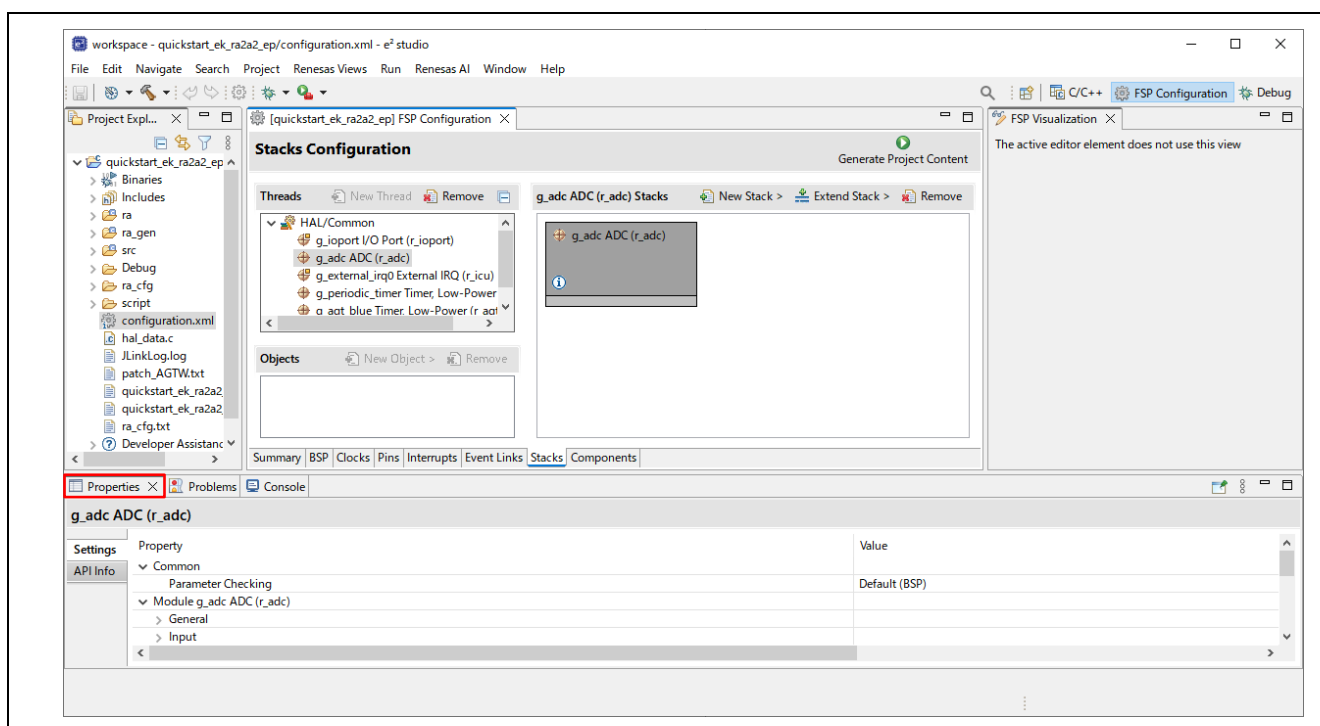 workspace - quickstart_ek_ra2a2_ep/configuration.xml - e² studio
File Edit Navigate Search Project Renesas Views Run Renesas AI Window Help
C/C++ FSP Configuration Debug
Project Expl...
quickstart_ek_ra2a2_ep
Binaries
Includes
ra
ra_gen
src
Debug
ra_cfg
script
configuration.xml
hal_data.c
JLinkLog.log
patch_AGTW.txt
quickstart_ek_ra2a2
quickstart_ek_ra2a2
ra_cfg.txt
Developer Assistanc
[quickstart_ek_ra2a2_ep] FSP Configuration
Stacks Configuration
Generate Project Content
Threads New Thread Remove
HAL/Common
g_ioport I/O Port (r_ioport)
g_adc ADC (r_adc)
g_external_irq0 External IRQ (r_icu)
g_periodic_timer Timer, Low-Power
g_agt_blue Timer, Low-Power (r_agt
Objects New Object > Remove
g_adc ADC (r_adc) Stacks New Stack > Extend Stack > Remove
g_adc ADC (r_adc)
Summary BSP Clocks Pins Interrupts Event Links Stacks Components
FSP Visualization
The active editor element does not use this view
Properties Problems Console
g_adc ADC (r_adc)
Settings
API Info
Property Value
Common
Parameter Checking Default (BSP)
Module g_adc ADC (r_adc)
General
Input